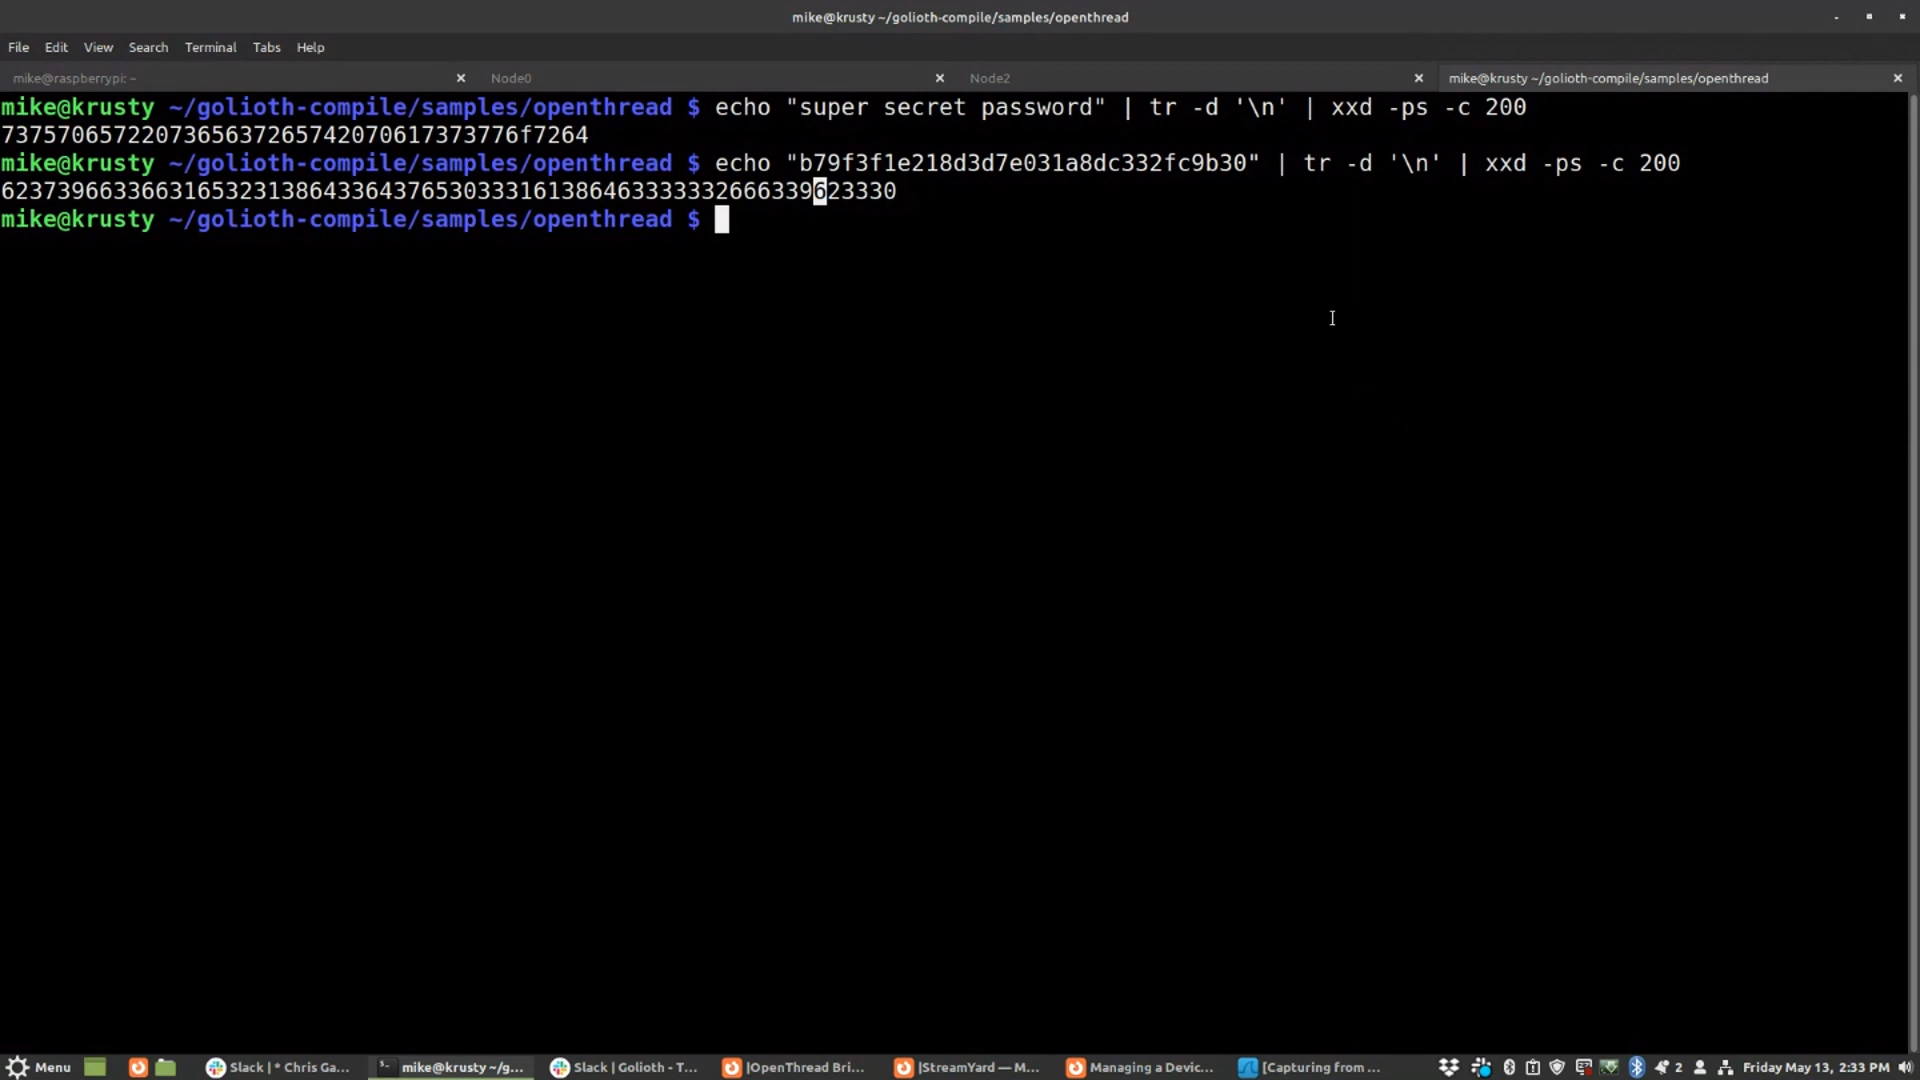 mike@krusty ~/golioth-compile/samples/openthread
File Edit View Search Terminal Tabs Help
mike@raspberrypi: ~
Node0
Node2
mike@krusty ~/golioth-compile/samples/openthread
mike@krusty ~/golioth-compile/samples/openthread $ echo "super secret password" | tr -d '\n' | xxd -ps -c 200
7375706572207365637265742070617373776f7264
mike@krusty ~/golioth-compile/samples/openthread $ echo "b79f3f1e218d3d7e031a8dc332fc9b30" | tr -d '\n' | xxd -ps -c 200
6237396633663165323138643364376530333161386463333332666339623330
mike@krusty ~/golioth-compile/samples/openthread $
Menu
Slack | * Chris Ga...
mike@krusty ~/g...
Slack | Golioth - T...
|OpenThread Bri...
|StreamYard — M...
Managing a Devic...
[Capturing from ...
2
Friday May 13, 2:33 PM